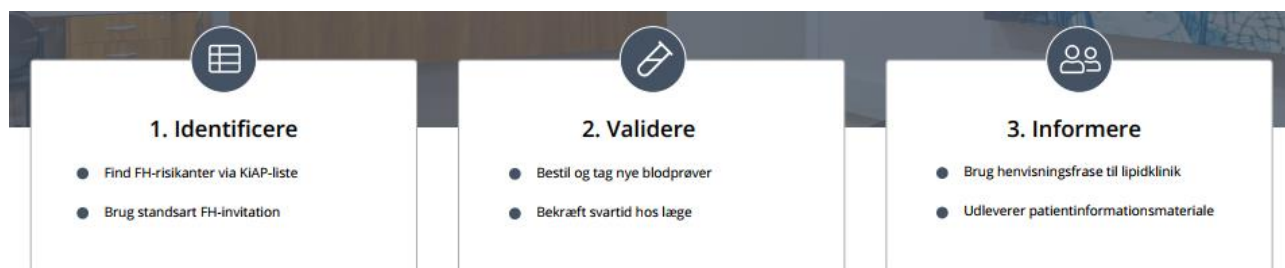 1. Identificere
Find FH-risikanter via KiAP-liste
Brug standsart FH-invitation
2. Validere
Bestil og tag nye blodprøver
Bekræft svartid hos læge
3. Informere
Brug henvisningsfrase til lipidklinik
Udleverer patientinformationsmateriale